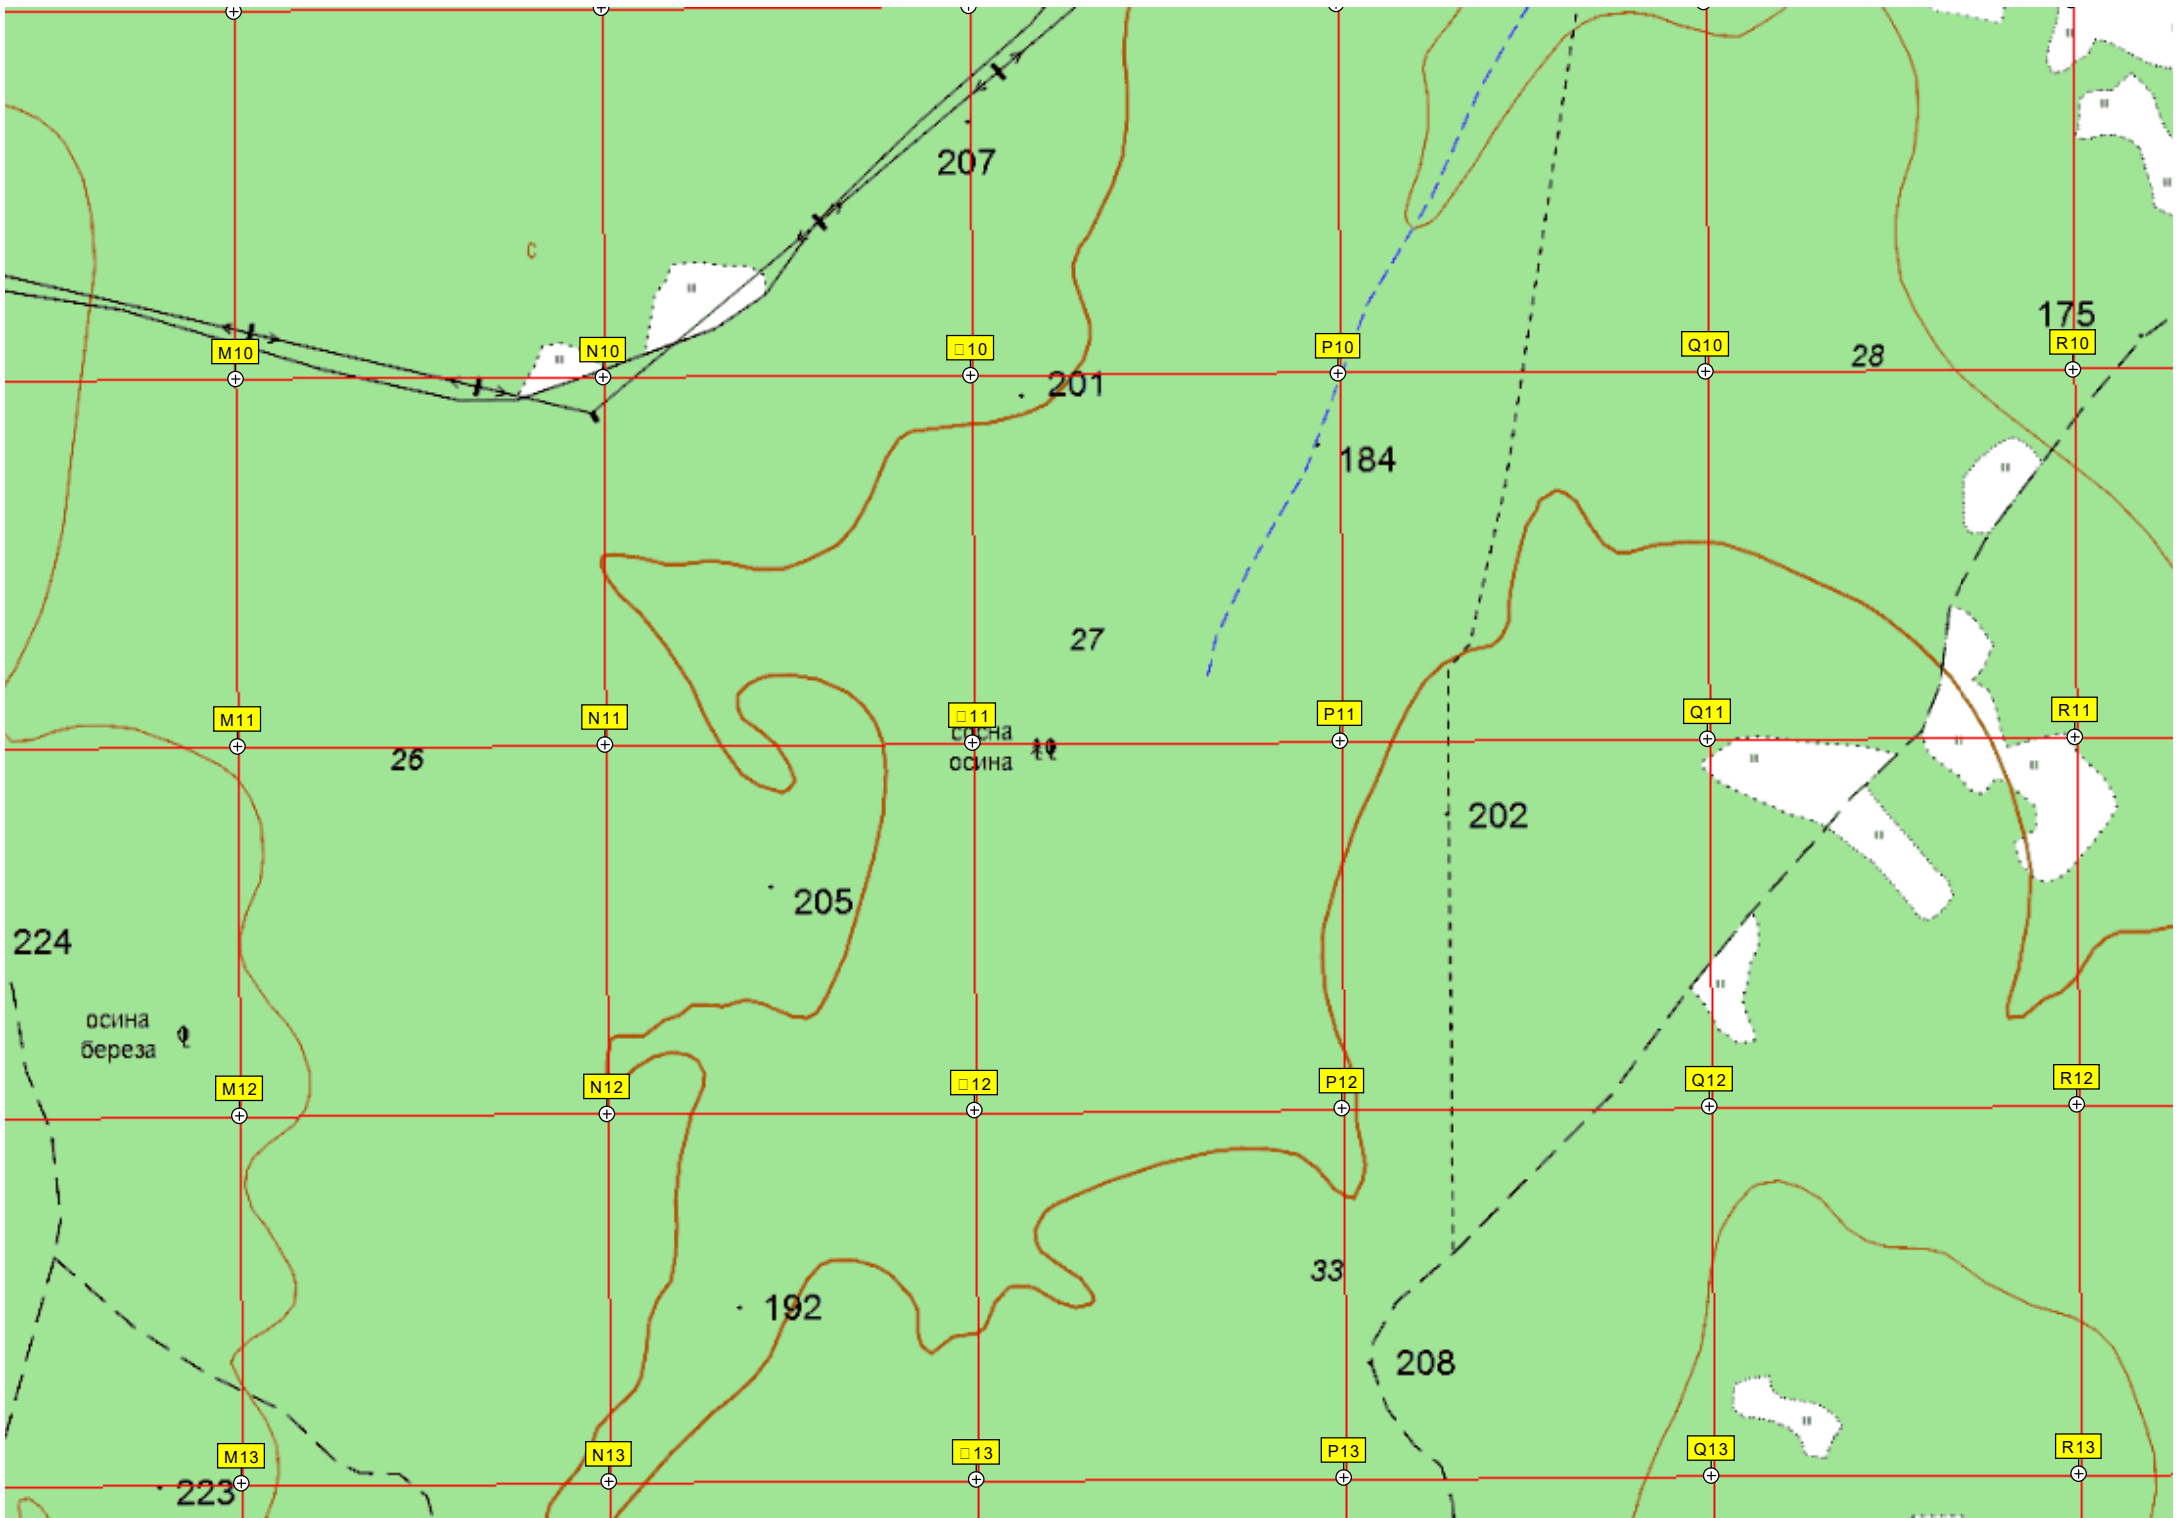 207
с
175
M10
N10
□10
P10
Q10
28
R10
201
184
27
M11
N11
□11
P11
Q11
R11
сосна
осина
26
202
205
224
осина
береза
M12
N12
□12
P12
Q12
R12
33
192
208
M13
N13
□13
P13
Q13
R13
223